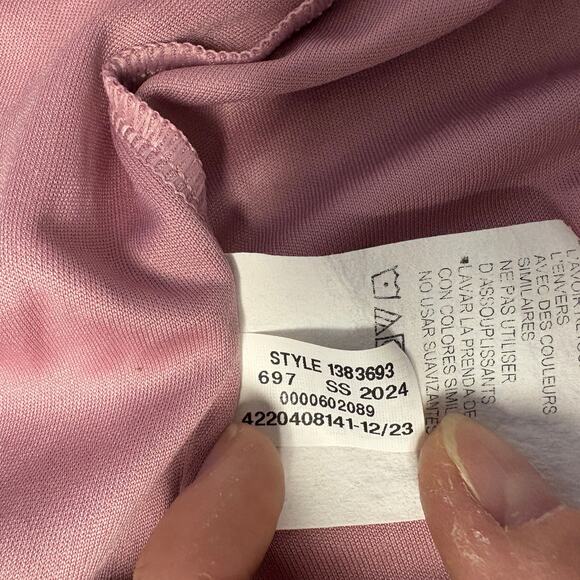 STYLE 1383693
697 SS 2024
0000602089
4220408141-12/23
L'ENVERS
AVEC DES COULEURS
SIMILAIRES
NE PAS UTILISER
D'ASSOUPLISSANTS
•LAVAR LA PRENDA DE
CON COLORES SIMIL
NO USAR SUAVIZANTES